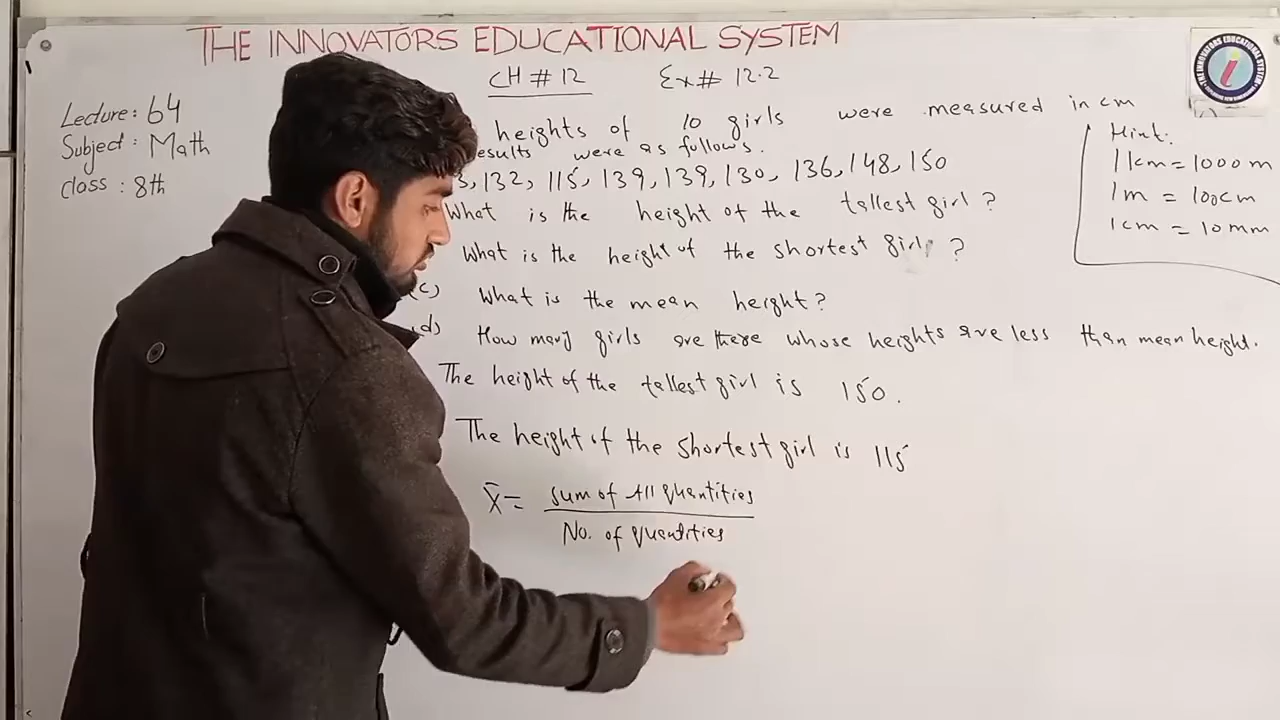 THE INNOVATORS EDUCATIONAL SYSTEM
CH # 12 Ex # 12.2
Lecture: 64
Subject: Math
Class: 8th
heights of 10 girls were measured in cm
esults were as follows.
, 132, 115, 139, 139, 130, 136, 148, 150
What is the height of the tallest girl?
What is the height of the shortest girl?
(c) What is the mean height?
(d) How many girls are there whose heights are less than mean height.
Hint:
1km = 1000m
1m = 100cm
1cm = 10mm
The height of the tallest girl is 150.
The height of the shortest girl is 115
X̄ = Sum of All quantities
No. of quantities